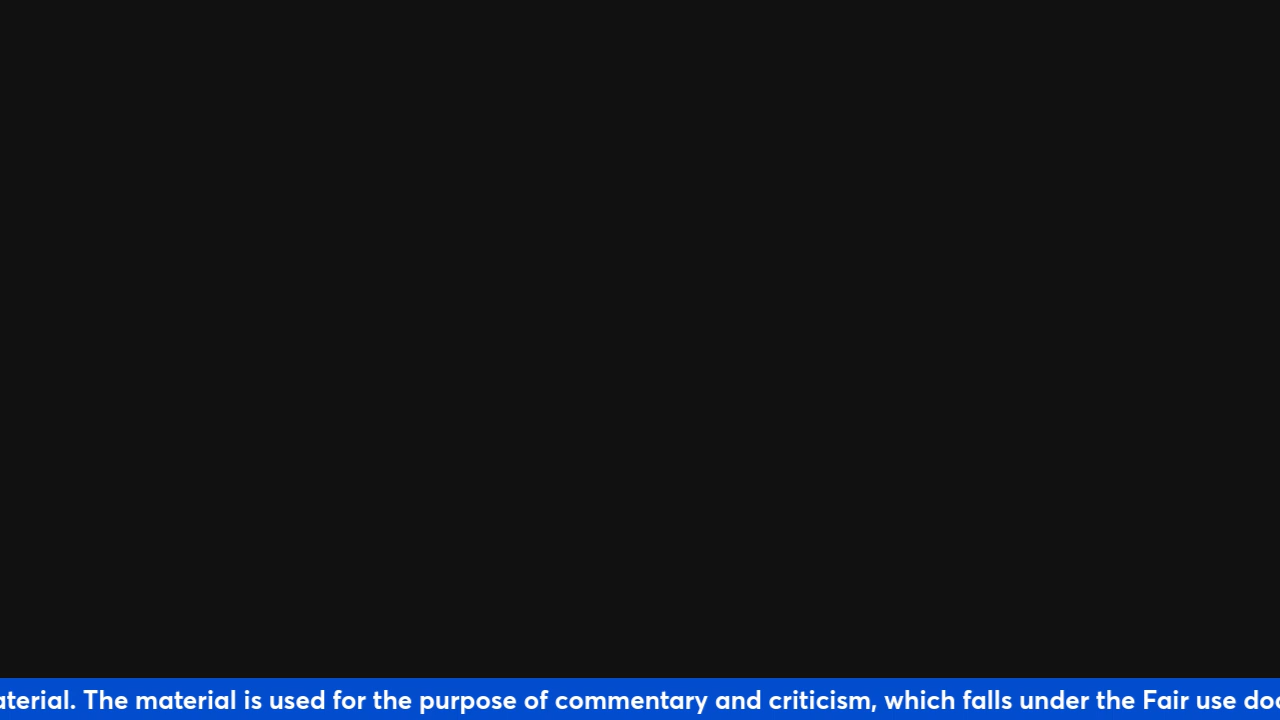 aterial. The material is used for the purpose of commentary and criticism, which falls under the Fair use doc